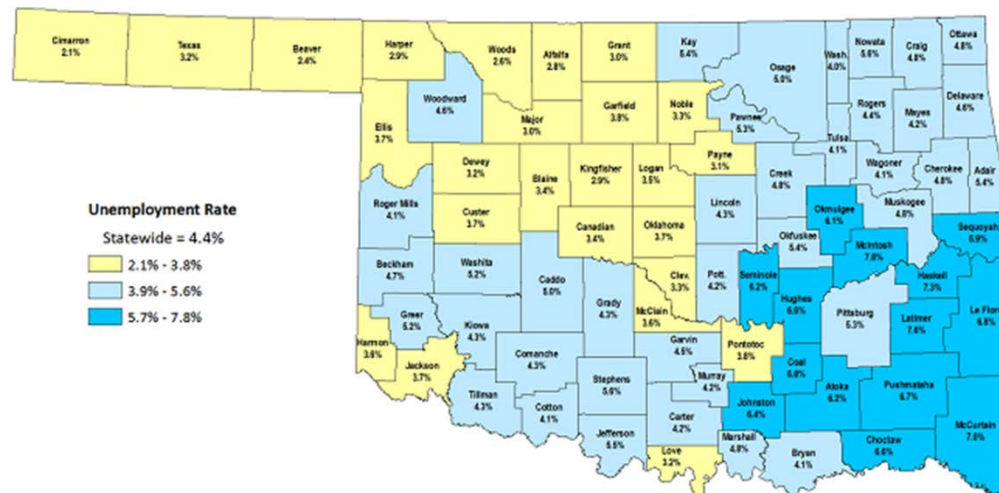 Cimarron
2.1%
Texas
3.2%
Beaver
2.4%
Harper
2.9%
Woods
2.6%
Alfalfa
2.8%
Grant
3.0%
Kay
5.4%
Osage
5.0%
Wash.
4.0%
Nowata
5.6%
Craig
4.8%
Ottawa
4.8%
Woodward
4.6%
Ellis
3.7%
Major
3.0%
Garfield
3.8%
Noble
3.3%
Pawnee
5.3%
Rogers
4.4%
Mayes
4.2%
Delaware
4.6%
Tulsa
4.1%
Dewey
3.2%
Blaine
3.4%
Kingfisher
2.9%
Logan
3.5%
Payne
3.1%
Creek
4.8%
Wagoner
4.1%
Cherokee
4.8%
Adair
5.4%
Roger Mills
4.1%
Custer
3.7%
Canadian
3.4%
Oklahoma
3.7%
Lincoln
4.3%
Okmulgee
6.1%
Muskogee
4.8%
Sequoyah
5.9%
Okfuskee
5.4%
McIntosh
7.8%
Unemployment Rate
Statewide = 4.4%
2.1% - 3.8%
3.9% - 5.6%
5.7% - 7.8%
Beckham
4.7%
Washita
5.2%
Caddo
5.0%
Grady
4.3%
Clev.
3.3%
Pott.
4.2%
Seminole
6.2%
Hughes
6.6%
Haskell
7.3%
McClain
3.6%
Pittsburg
5.3%
Latimer
7.6%
Le Flore
6.8%
Greer
5.2%
Kiowa
4.3%
Harmon
3.6%
Jackson
3.7%
Comanche
4.3%
Garvin
4.5%
Pontotoc
3.8%
Coal
6.8%
Tillman
4.3%
Cotton
4.1%
Stephens
5.6%
Murray
4.2%
Johnston
6.4%
Atoka
6.2%
Pushmataha
6.7%
Jefferson
5.5%
Carter
4.2%
Love
3.2%
Marshall
4.8%
Bryan
4.1%
Choctaw
6.6%
McCurtain
7.0%